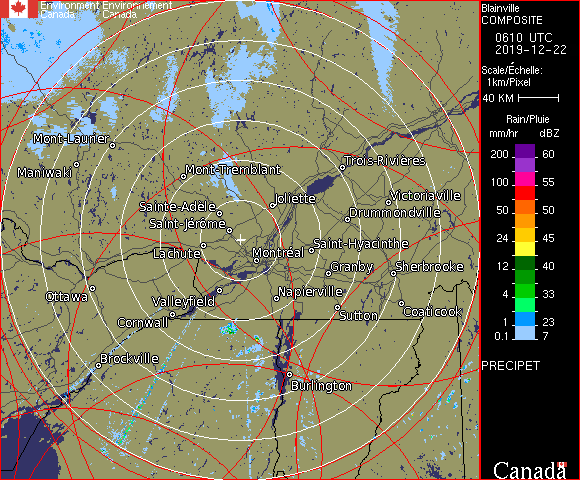 Environment Environnement
Canada Canada
Blainville
COMPOSITE
0610 UTC
2019-12-22
Scale/Échelle:
1km/Pixel
40 KM
Rain/Pluie
mm/hr dBZ
200 60
100 55
50 50
24 45
12 40
4 33
1 23
0.1 7
PRECIPET
Canada
Mont-Laurier
Maniwaki
Mont-Tremblant
Trois-Rivières
Joliette
Victoriaville
Sainte-Adèle
Drummondville
Saint-Jérôme
Saint-Hyacinthe
Lachute
Montréal
Granby
Sherbrooke
Ottawa
Napierville
Valleyfield
Coaticook
Sutton
Cornwall
Brockville
Burlington